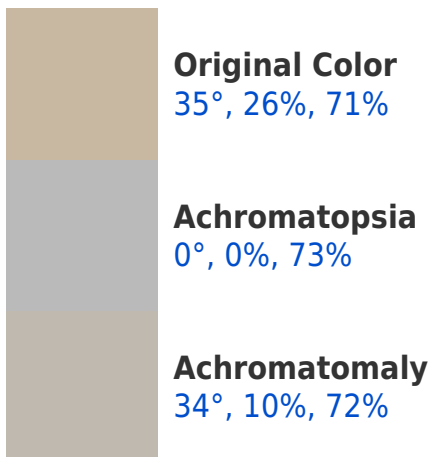 Original Color
35°, 26%, 71%
Achromatopsia
0°, 0%, 73%
Achromatomaly
34°, 10%, 72%